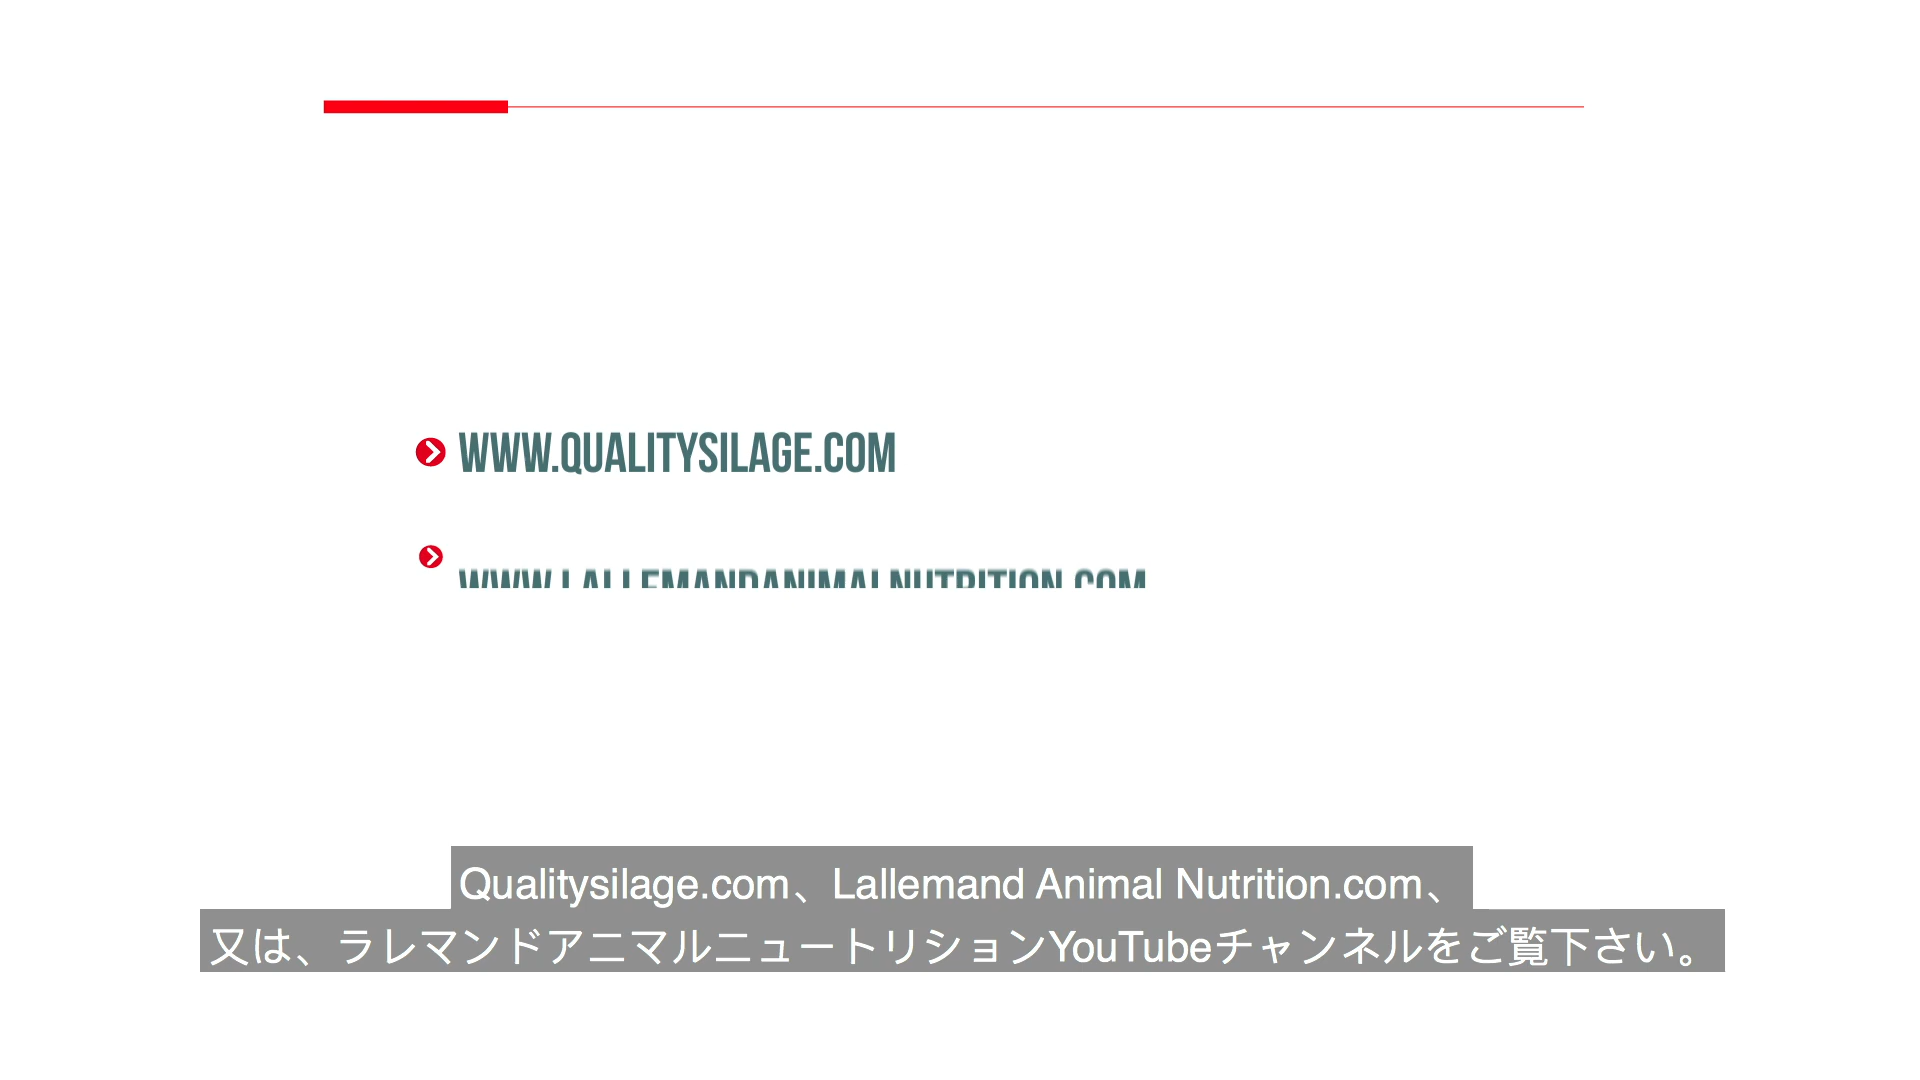 WWW.QUALITYSILAGE.COM
WWW.LALLEMANDANIMALNUTRITION.COM
Qualitysilage.com、Lallemand Animal Nutrition.com、
又は、ラレマンドアニマルニュートリションYouTubeチャンネルをご覧下さい。